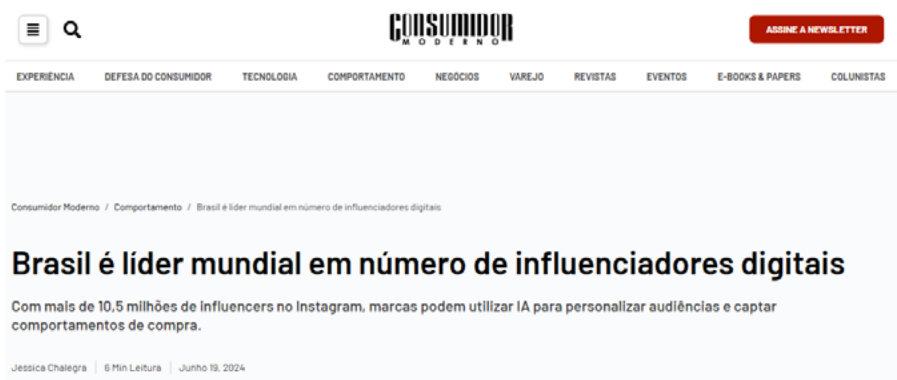 CONSUMIDOR
MODERNO
ASSINE A NEWSLETTER
EXPERIÊNCIA DEFESA DO CONSUMIDOR TECNOLOGIA COMPORTAMENTO NEGÓCIOS VAREJO REVISTAS EVENTOS E-BOOKS & PAPERS COLUNISTAS
Consumidor Moderno / Comportamento / Brasil é líder mundial em número de influenciadores digitais
Brasil é líder mundial em número de influenciadores digitais
Com mais de 10,5 milhões de influencers no Instagram, marcas podem utilizar IA para personalizar audiências e captar
comportamentos de compra.
Jessica Chalegra 6 Min Leitura Junho 19, 2024